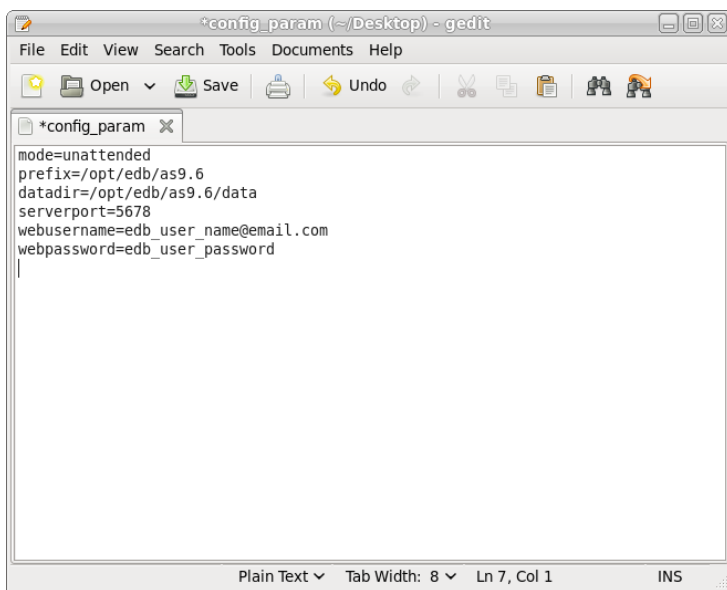 *config_param (~/Desktop) - gedit
File Edit View Search Tools Documents Help
Open Save Undo
*config_param
mode=unattended
prefix=/opt/edb/as9.6
datadir=/opt/edb/as9.6/data
serverport=5678
webusername=edb_user_name@email.com
webpassword=edb_user_password
Plain Text Tab Width: 8 Ln 7, Col 1 INS